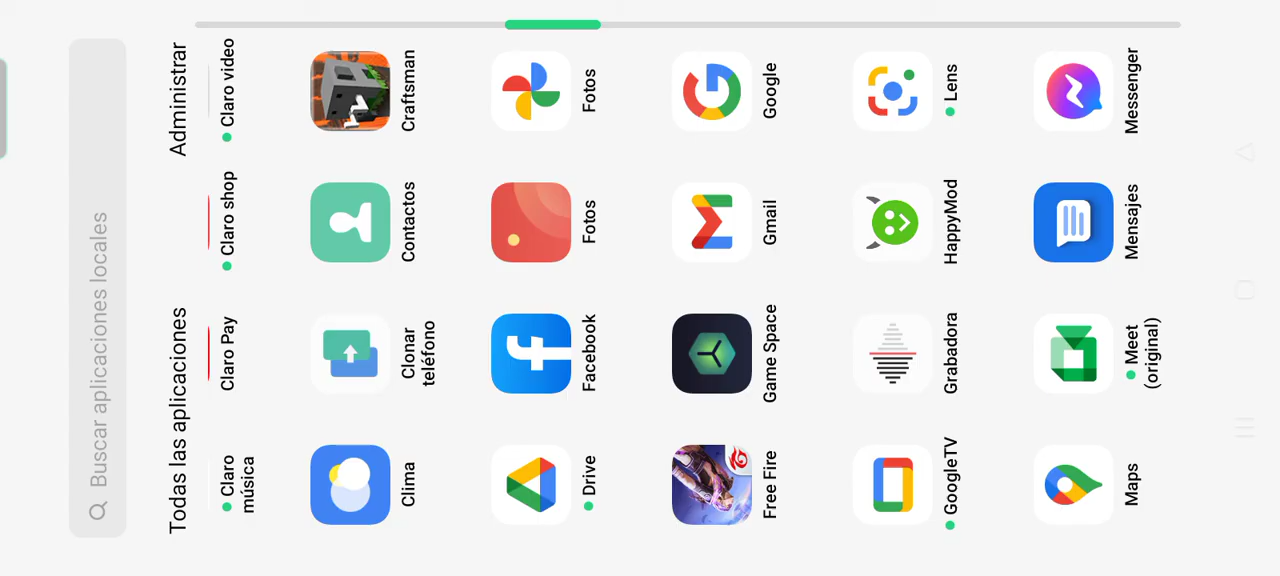 Buscar aplicaciones locales
Todas las aplicaciones
Administrar
Claro
música
Claro Pay
Claro shop
Claro video
Clima
Clonar
teléfono
Contactos
Craftsman
Drive
Facebook
Fotos
Fotos
Free Fire
Game Space
Gmail
Google
GoogleTV
Grabadora
HappyMod
Lens
Maps
Meet
(original)
Mensajes
Messenger